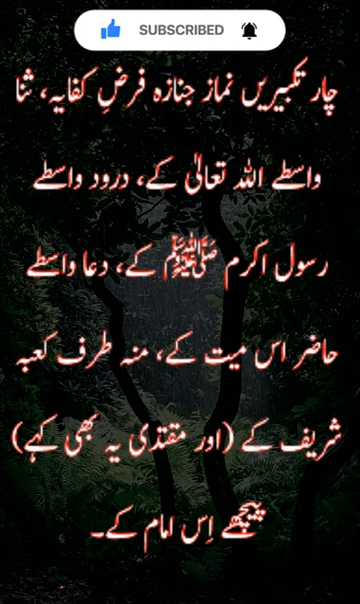 SUBSCRIBED
چار تکبیریں نماز جنازہ فرضِ کفایہ، ثنا
واسطے اللہ تعالیٰ کے، درود واسطے
رسول اکرم ﷺ کے، دعا واسطے
حاضر اس میت کے، منہ طرف کعبہ
شریف کے (اور مقتدی یہ بھی کہے)
پیچھے اِس امام کے۔